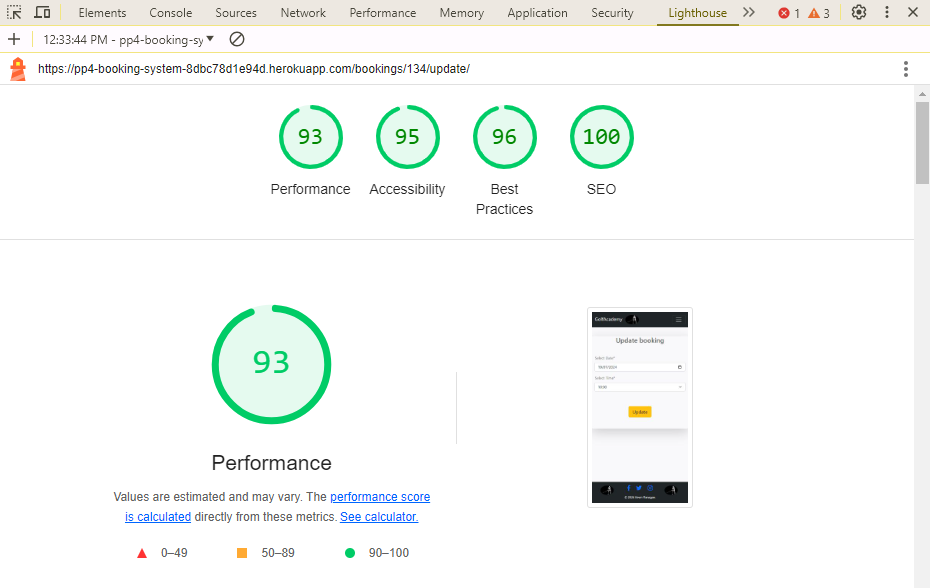 Elements Console Sources Network Performance Memory Application Security Lighthouse 1 3
12:33:44 PM - pp4-booking-sy
https://pp4-booking-system-8dbc78d1e94d.herokuapp.com/bookings/134/update/
93 95 96 100
Performance Accessibility Best Practices SEO
93
Performance
Values are estimated and may vary. The performance score
is calculated directly from these metrics. See calculator.
0–49 50–89 90–100
GolfAcademy
Update booking
Select Date*
Select Time*
Update